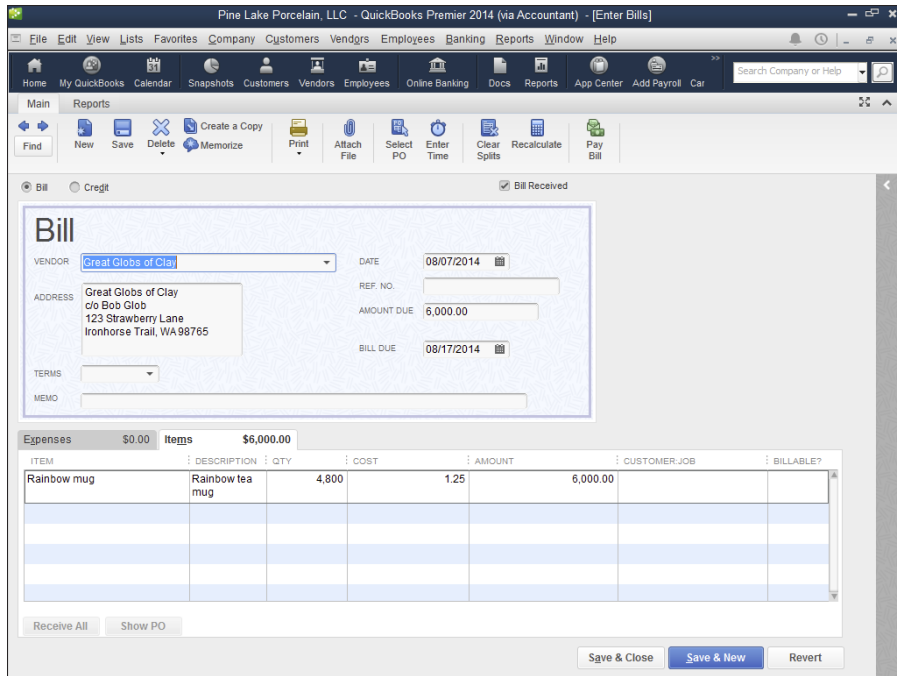 Pine Lake Porcelain, LLC - QuickBooks Premier 2014 (via Accountant) - [Enter Bills]
File Edit View Lists Favorites Company Customers Vendors Employees Banking Reports Window Help
Home My QuickBooks Calendar Snapshots Customers Vendors Employees Online Banking Docs Reports App Center Add Payroll Car
Search Company or Help
Main Reports
Find New Save Delete Create a Copy Memorize Print Attach File Select PO Enter Time Clear Splits Recalculate Pay Bill
Bill Credit Bill Received
Bill
VENDOR Great Globs of Clay DATE 08/07/2014
REF. NO.
ADDRESS Great Globs of Clay
c/o Bob Glob
123 Strawberry Lane
Ironhorse Trail, WA 98765
AMOUNT DUE 6,000.00
BILL DUE 08/17/2014
TERMS
MEMO
Expenses $0.00 Items $6,000.00
ITEM DESCRIPTION QTY COST AMOUNT CUSTOMER:JOB BILLABLE?
Rainbow mug Rainbow tea mug 4,800 1.25 6,000.00
Receive All Show PO
Save & Close Save & New Revert